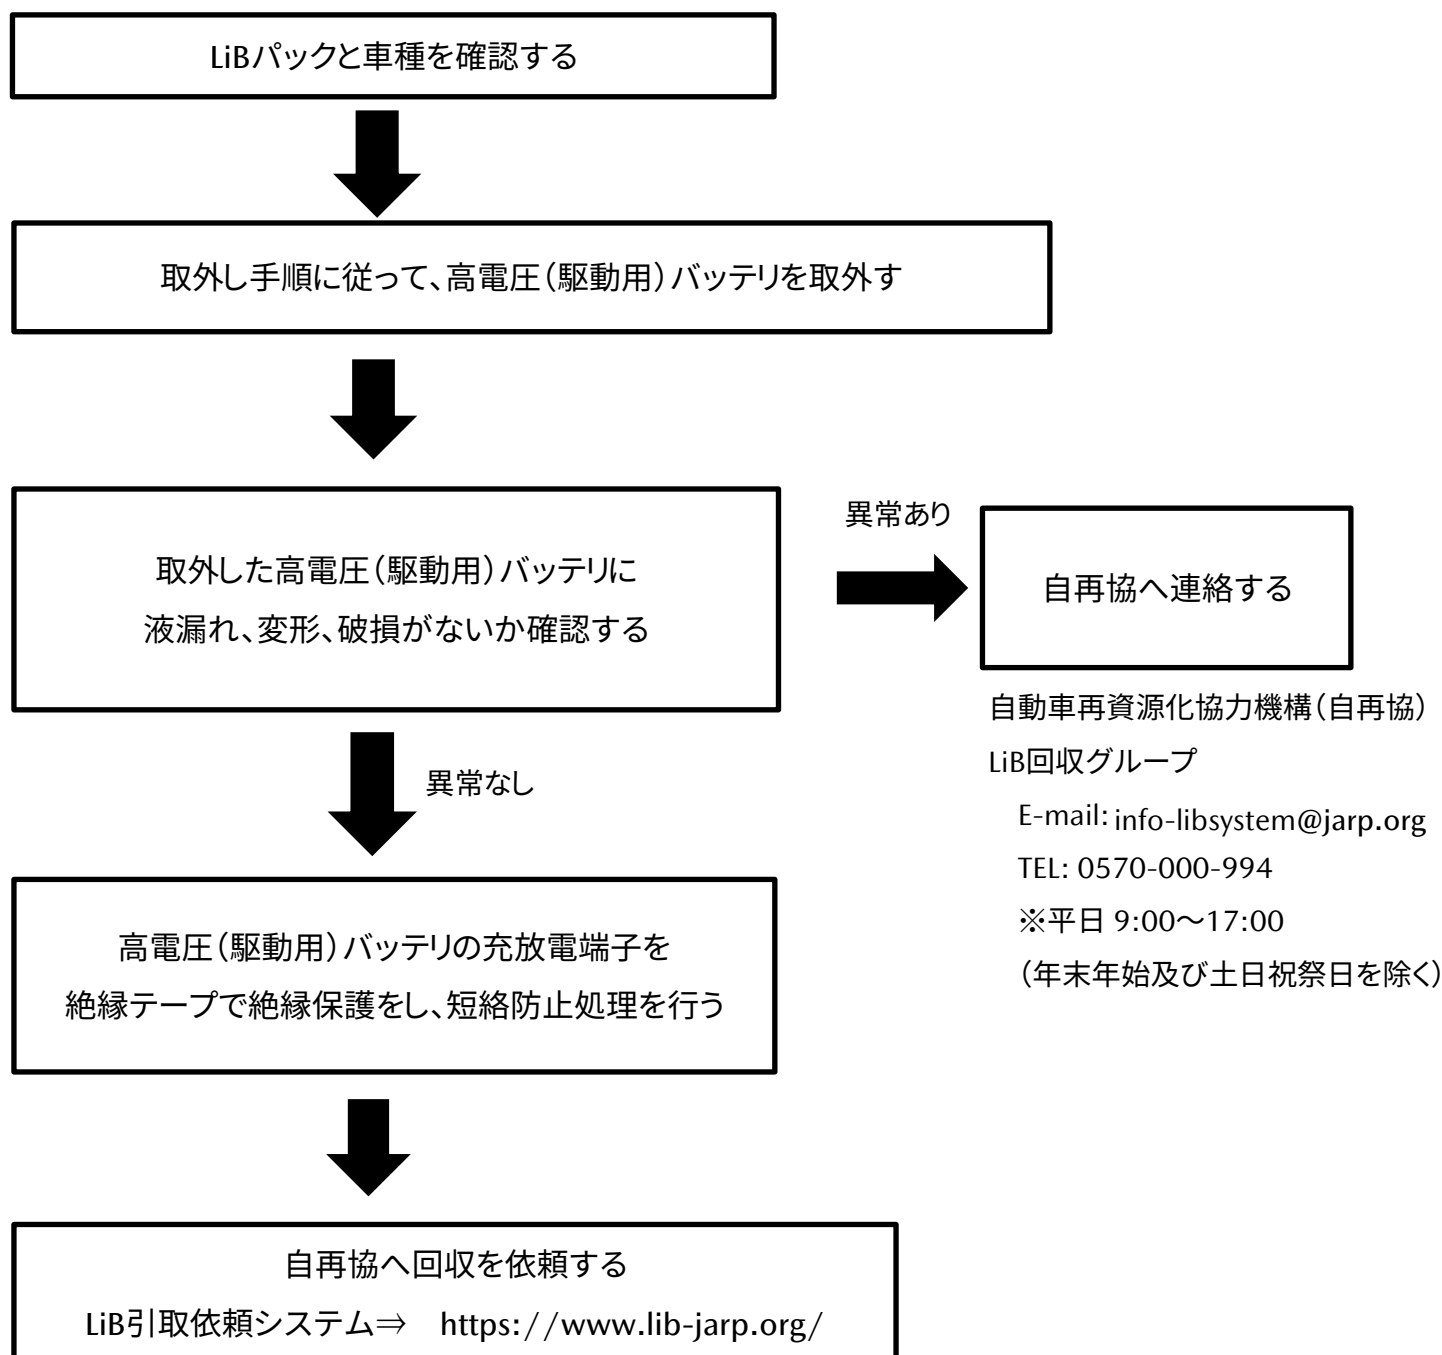 LiBパックと車種を確認する
取外し手順に従って、高電圧（駆動用）バッテリを取外す
取外した高電圧（駆動用）バッテリに
液漏れ、変形、破損がないか確認する
異常あり
自再協へ連絡する
自動車再資源化協力機構（自再協）
LiB回収グループ
E-mail: info-libsystem@jarp.org
TEL: 0570-000-994
※平日 9:00～17:00
（年末年始及び土日祝祭日を除く）
異常なし
高電圧（駆動用）バッテリの充放電端子を
絶縁テープで絶縁保護をし、短絡防止処理を行う
自再協へ回収を依頼する
LiB引取依頼システム⇒　https://www.lib-jarp.org/